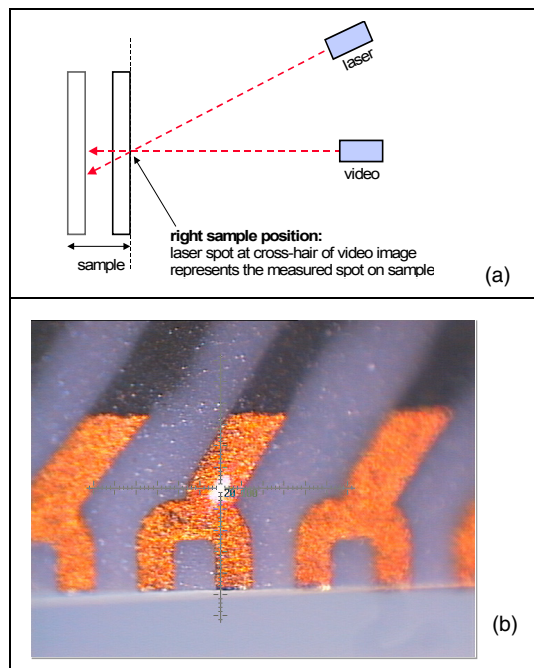 laser
video
right sample position:
laser spot at cross-hair of video image
represents the measured spot on sample
sample
(a)
20
(b)